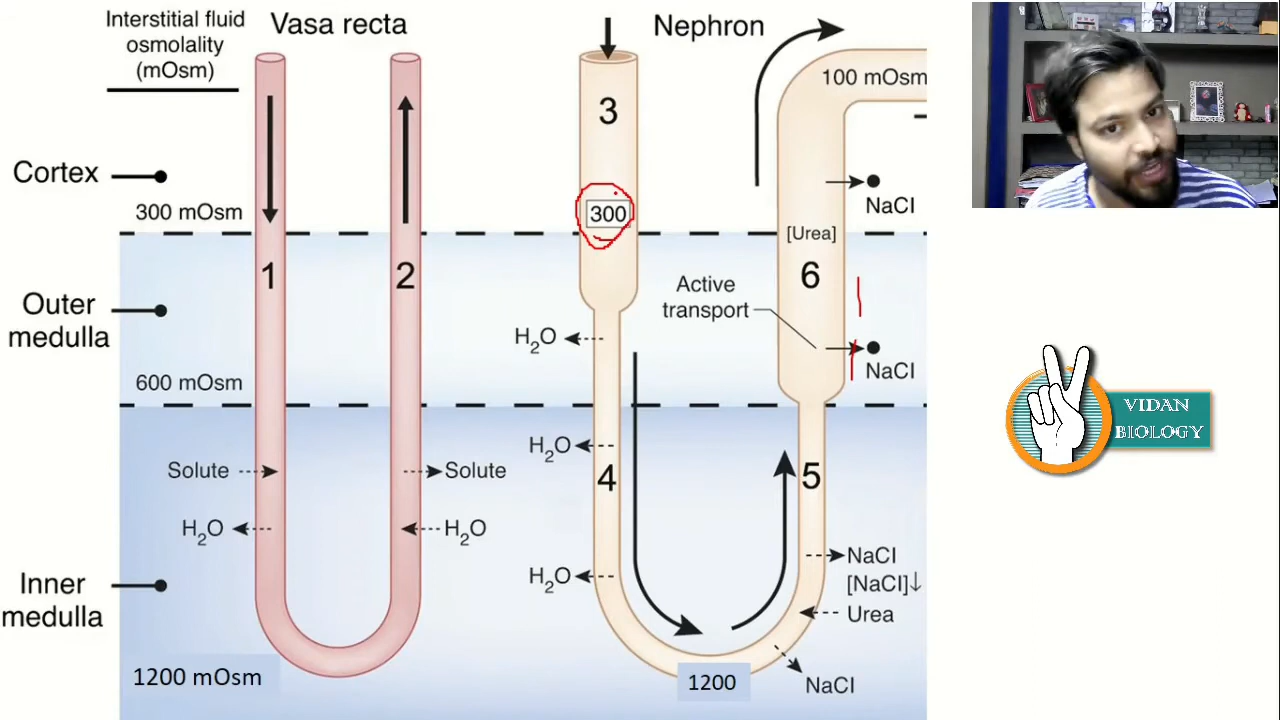 Interstitial fluid
osmolality
(mOsm)
Vasa recta
Nephron
100 mOsm
3
Cortex
NaCl
300 mOsm
300
[Urea]
1
2
6
Active
transport
Outer
medulla
H₂O
NaCl
600 mOsm
VIDAN
BIOLOGY
H₂O
Solute
Solute
4
5
H₂O
H₂O
NaCl
H₂O
[NaCl]↓
Inner
medulla
Urea
1200 mOsm
1200
NaCl